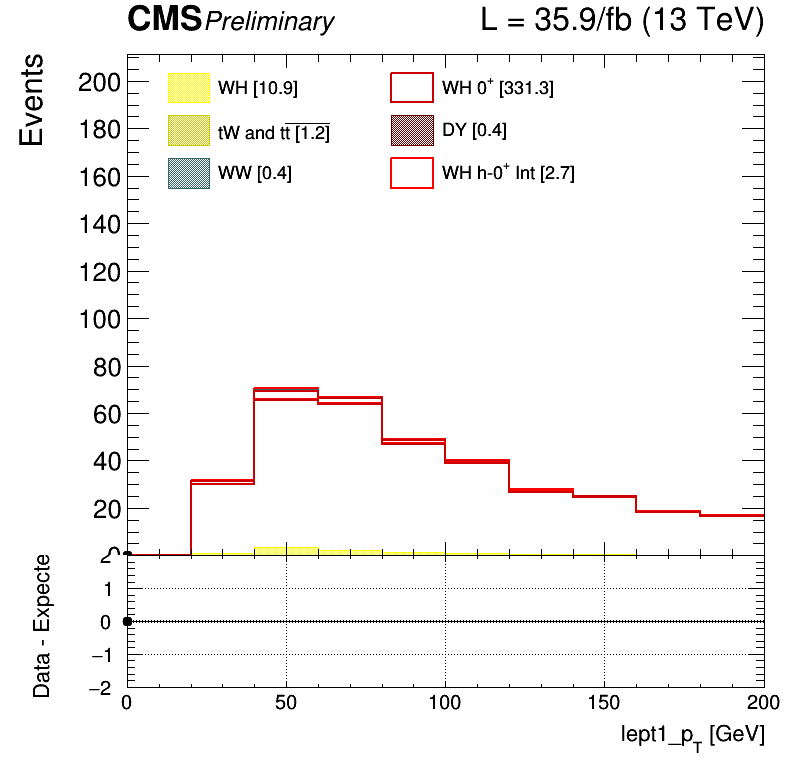 CMS Preliminary L = 35.9/fb (13 TeV)
Events
WH [10.9]
WH 0+ [331.3]
tW and tt [1.2]
DY [0.4]
WW [0.4]
WH h-0+ Int [2.7]
200
180
160
140
120
100
80
60
40
20
0
Data - Expecte
2
1
0
−1
−2
0 50 100 150 200
lept1_pT [GeV]